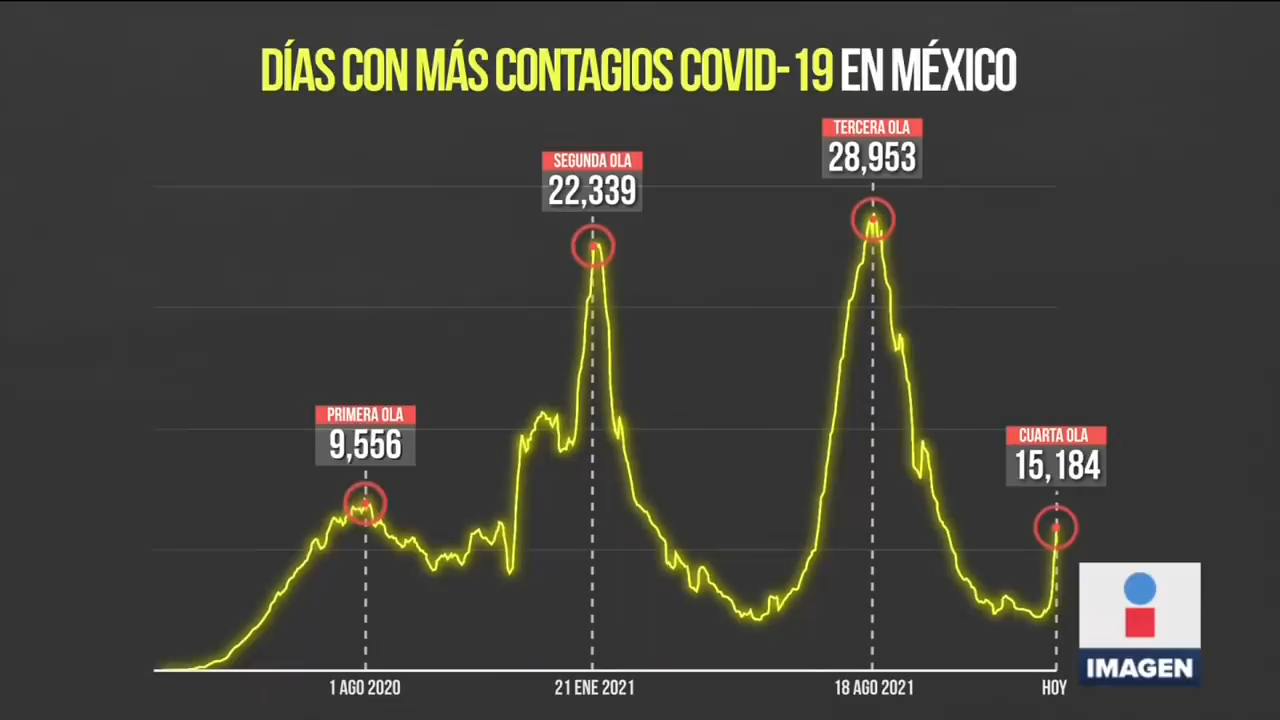 DÍAS CON MÁS CONTAGIOS COVID-19 EN MÉXICO
TERCERA OLA
28,953
SEGUNDA OLA
22,339
PRIMERA OLA
9,556
CUARTA OLA
15,184
IMAGEN
1 AGO 2020
21 ENE 2021
18 AGO 2021
HOY